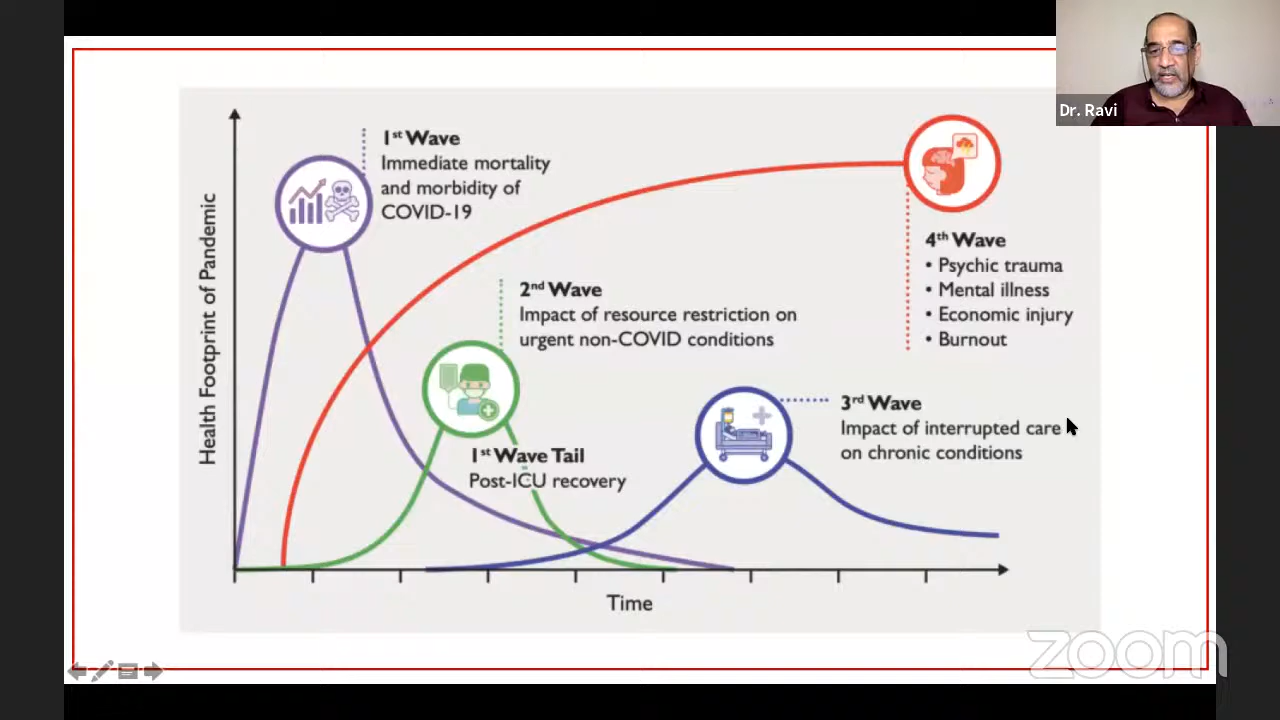 Dr. Ravi
1st Wave
Immediate mortality
and morbidity of
COVID-19
2nd Wave
Impact of resource restriction on
urgent non-COVID conditions
4th Wave
• Psychic trauma
• Mental illness
• Economic injury
• Burnout
3rd Wave
Impact of interrupted care
on chronic conditions
1st Wave Tail
Post-ICU recovery
Health Footprint of Pandemic
Time
zoom